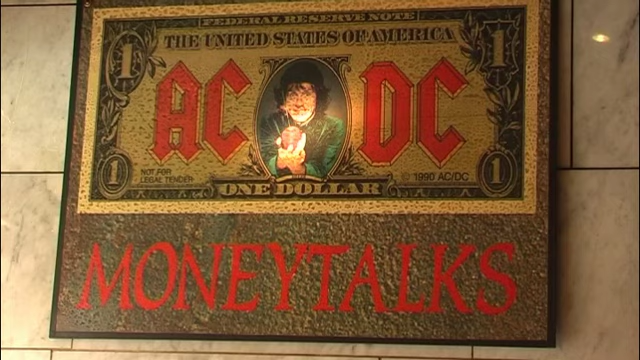 FEDERAL RESERVE NOTE
THE UNITED STATES OF AMERICA
1 1
AC DC
NOT FOR
LEGAL TENDER
© 1990 AC/DC
1 1
ONE DOLLAR
MONEYTALKS